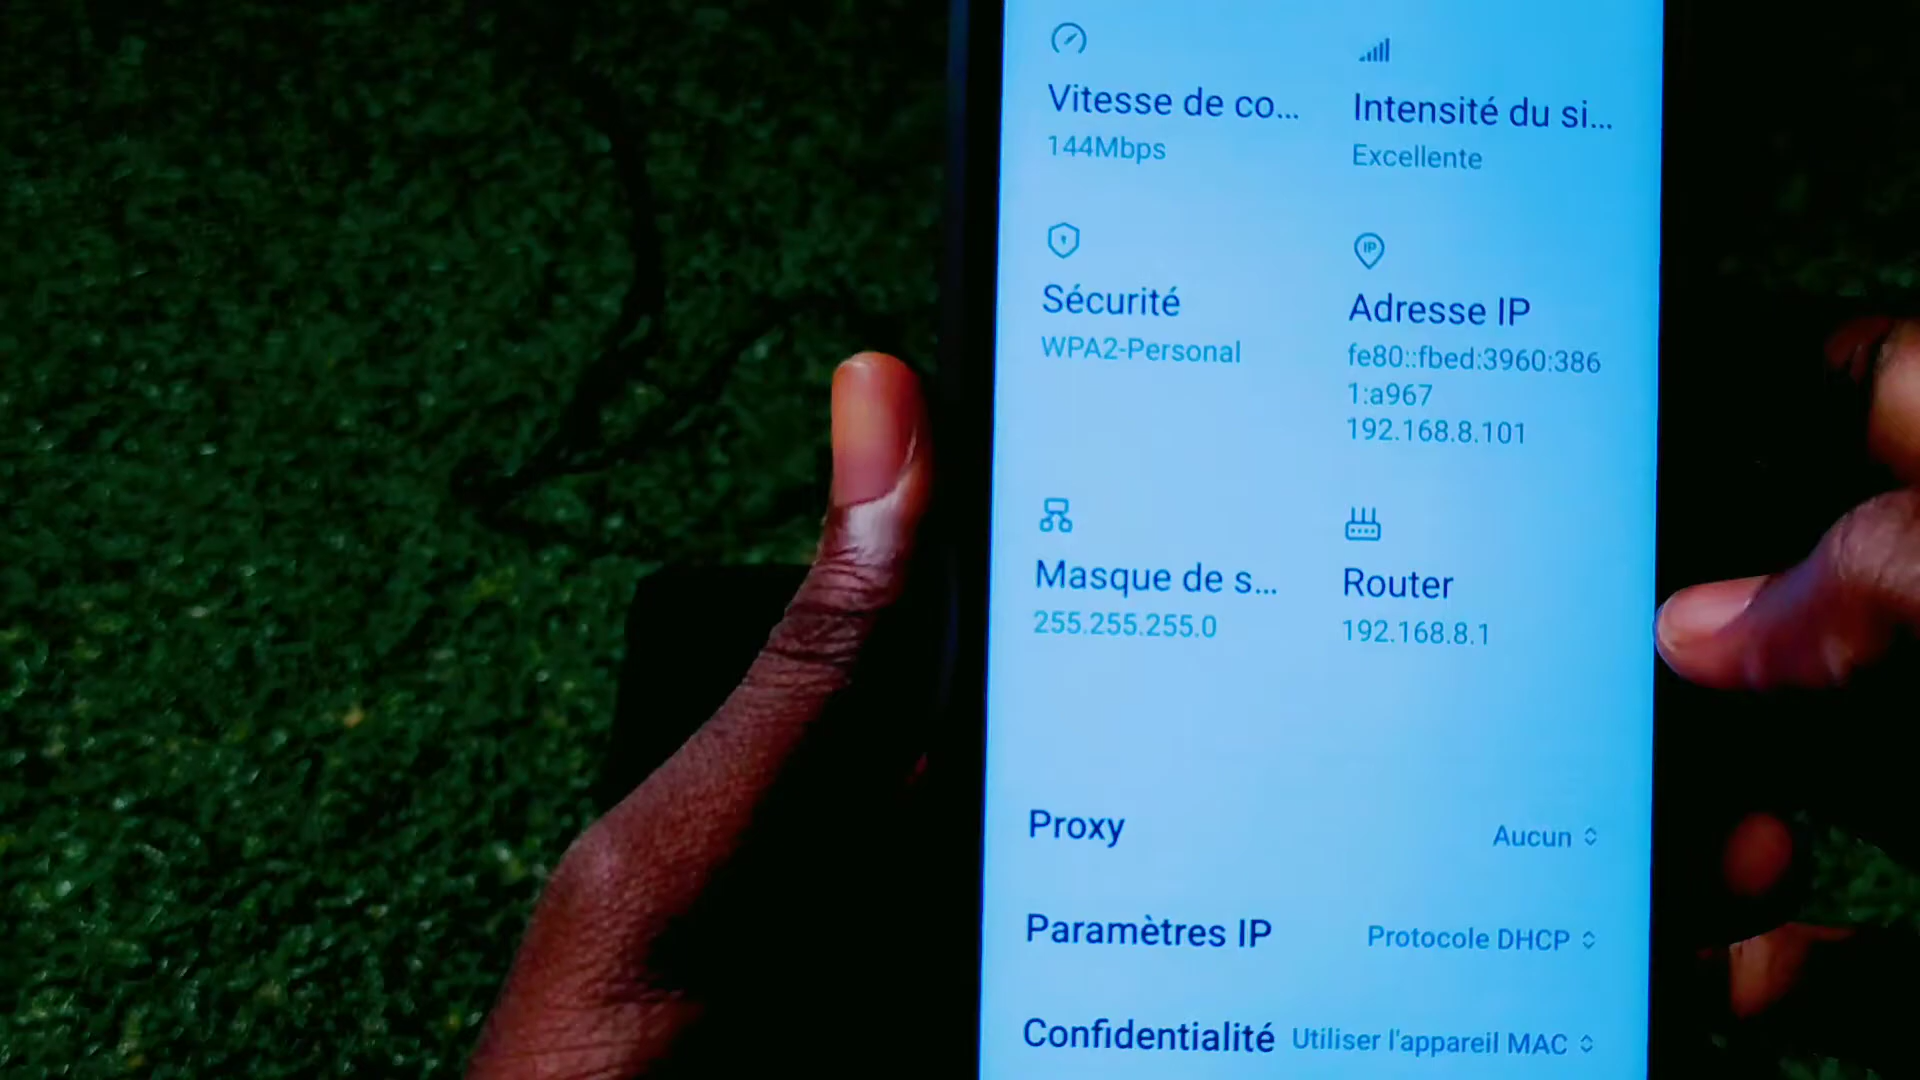 Vitesse de co...
144Mbps
Intensité du si...
Excellente
Sécurité
WPA2-Personal
IP
Adresse IP
fe80::fbed:3960:386
1:a967
192.168.8.101
Masque de s...
255.255.255.0
Router
192.168.8.1
Proxy
Aucun
Paramètres IP
Protocole DHCP
Confidentialité
Utiliser l'appareil MAC